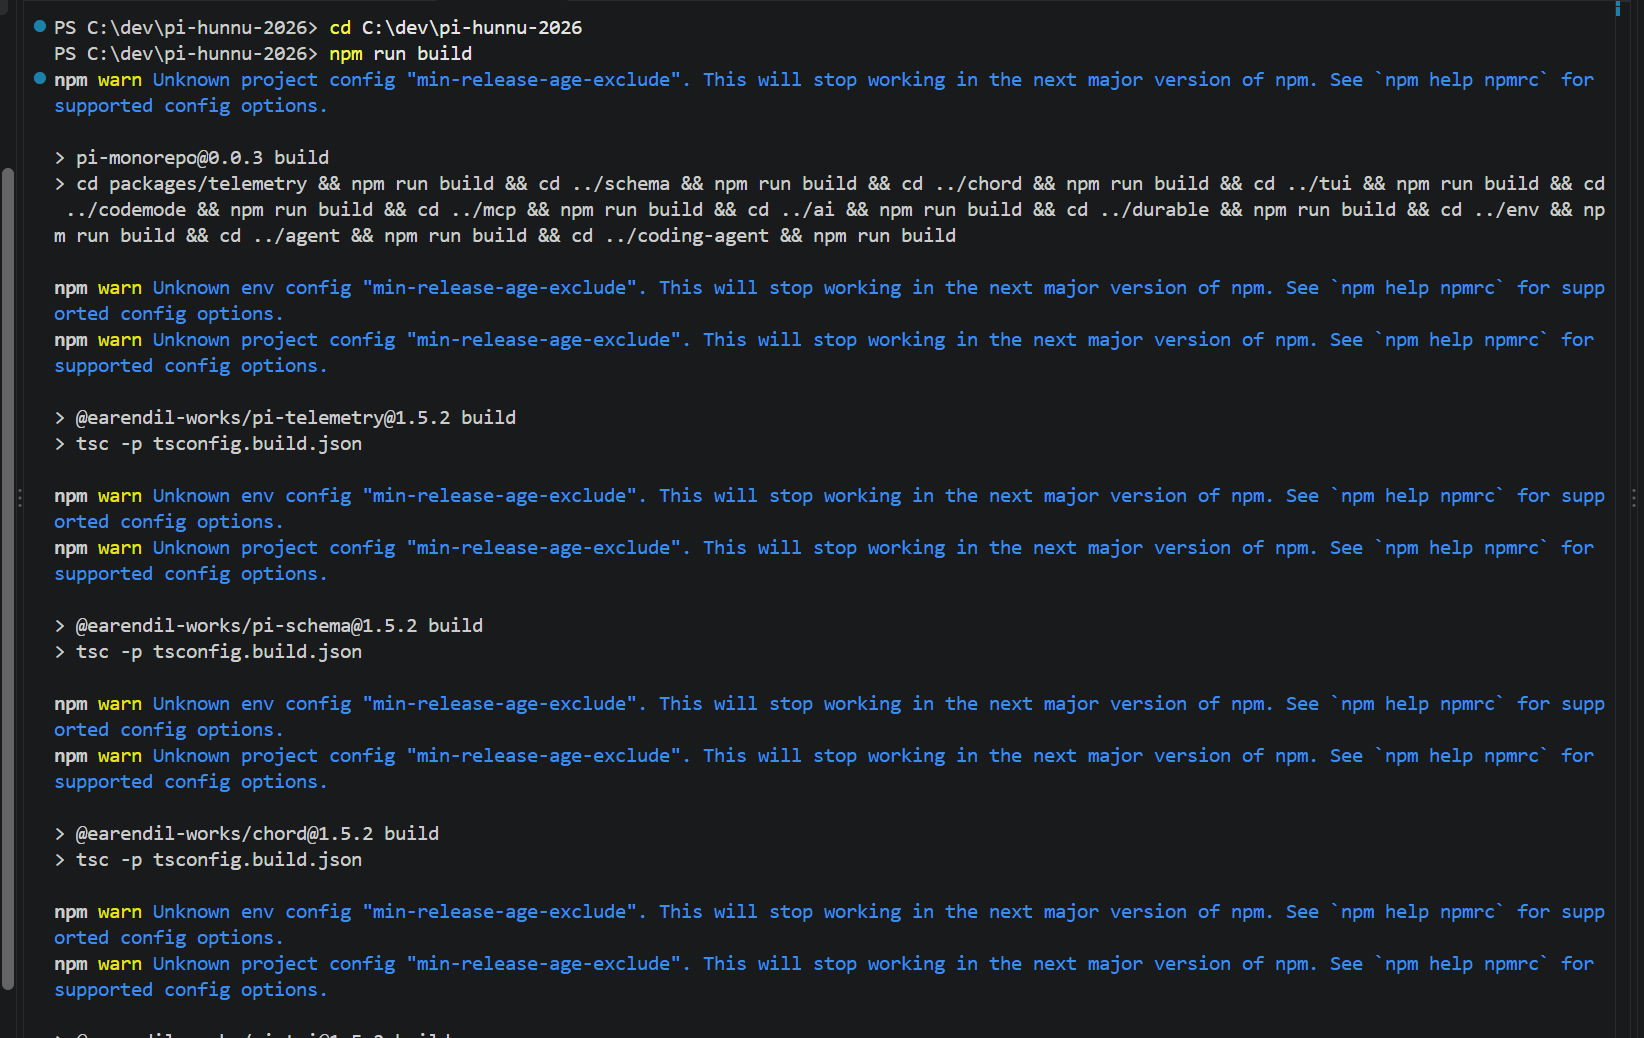 PS C:\dev\pi-hunnu-2026> cd C:\dev\pi-hunnu-2026
PS C:\dev\pi-hunnu-2026> npm run build
npm warn Unknown project config "min-release-age-exclude". This will stop working in the next major version of npm. See `npm help npmrc` for
supported config options.
> pi-monorepo@0.0.3 build
> cd packages/telemetry && npm run build && cd ../schema && npm run build && cd ../chord && npm run build && cd ../tui && npm run build && cd
../codemode && npm run build && cd ../mcp && npm run build && cd ../ai && npm run build && cd ../durable && npm run build && cd ../env && np
m run build && cd ../agent && npm run build && cd ../coding-agent && npm run build
npm warn Unknown env config "min-release-age-exclude". This will stop working in the next major version of npm. See `npm help npmrc` for supp
orted config options.
npm warn Unknown project config "min-release-age-exclude". This will stop working in the next major version of npm. See `npm help npmrc` for
supported config options.
> @earendil-works/pi-telemetry@1.5.2 build
> tsc -p tsconfig.build.json
npm warn Unknown env config "min-release-age-exclude". This will stop working in the next major version of npm. See `npm help npmrc` for supp
orted config options.
npm warn Unknown project config "min-release-age-exclude". This will stop working in the next major version of npm. See `npm help npmrc` for
supported config options.
> @earendil-works/pi-schema@1.5.2 build
> tsc -p tsconfig.build.json
npm warn Unknown env config "min-release-age-exclude". This will stop working in the next major version of npm. See `npm help npmrc` for supp
orted config options.
npm warn Unknown project config "min-release-age-exclude". This will stop working in the next major version of npm. See `npm help npmrc` for
supported config options.
> @earendil-works/chord@1.5.2 build
> tsc -p tsconfig.build.json
npm warn Unknown env config "min-release-age-exclude". This will stop working in the next major version of npm. See `npm help npmrc` for supp
orted config options.
npm warn Unknown project config "min-release-age-exclude". This will stop working in the next major version of npm. See `npm help npmrc` for
supported config options.